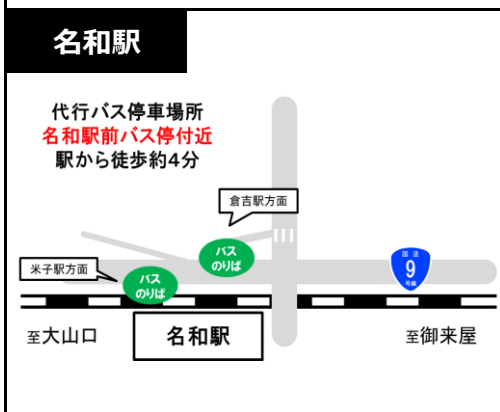 名和駅
代行バス停車場所
名和駅前バス停付近
駅から徒歩約4分
倉吉駅方面
バス
のりば
米子駅方面
バス
のりば
国道
9
号線
至大山口
名和駅
至御来屋